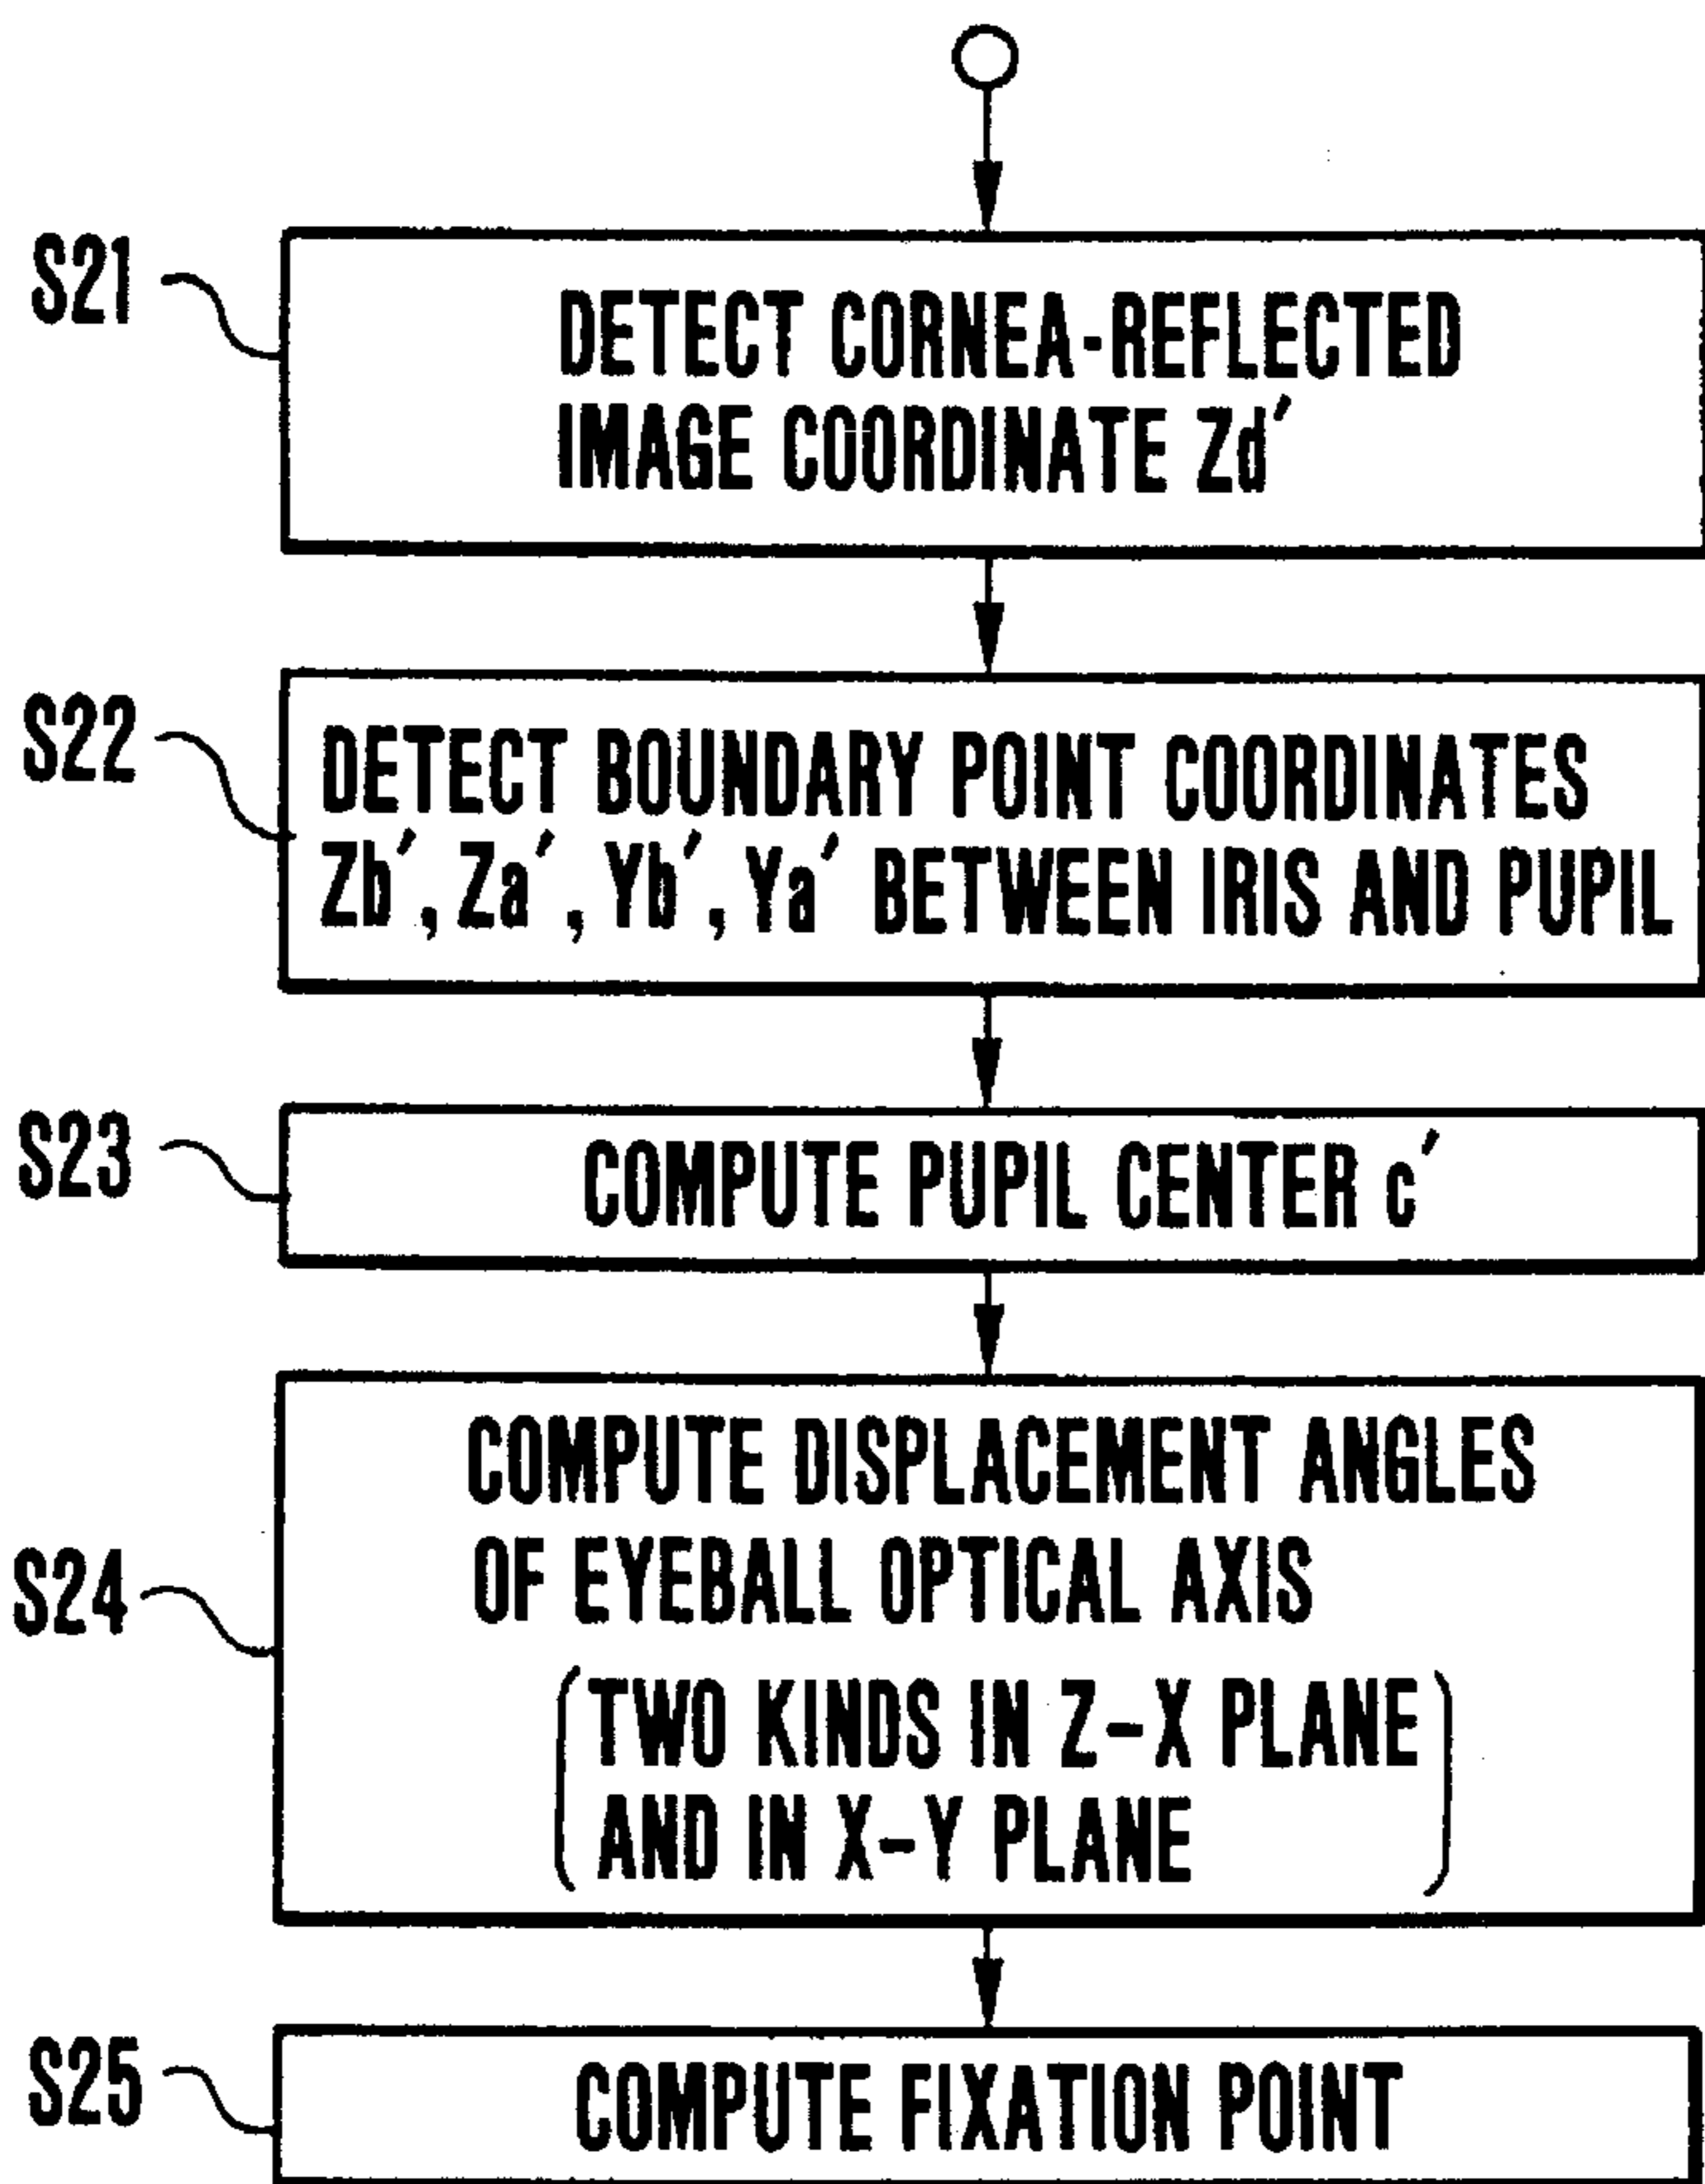 S21
DETECT CORNEA-REFLECTED
IMAGE COORDINATE Zd′
S22
DETECT BOUNDARY POINT COORDINATES
Zb′, Za′, Yb′, Ya′ BETWEEN IRIS AND PUPIL
S23
COMPUTE PUPIL CENTER c′
S24
COMPUTE DISPLACEMENT ANGLES
OF EYEBALL OPTICAL AXIS
(TWO KINDS IN Z-X PLANE
AND IN X-Y PLANE)
S25
COMPUTE FIXATION POINT